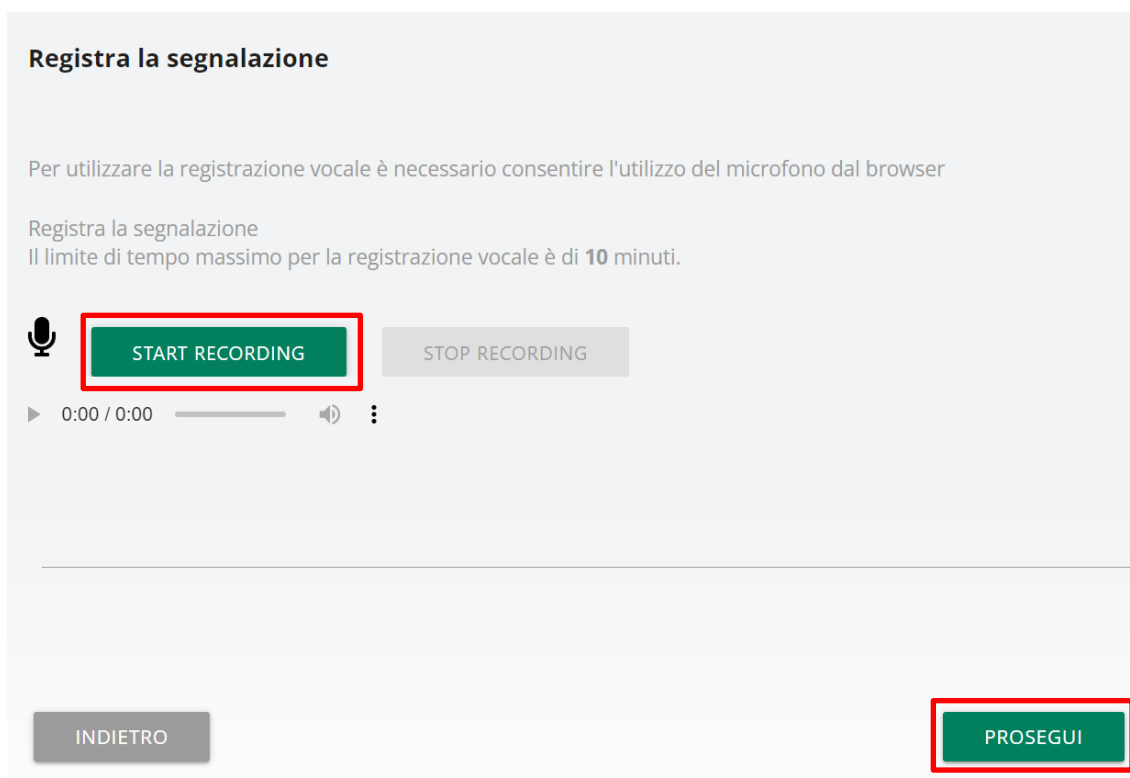 Registra la segnalazione
Per utilizzare la registrazione vocale è necessario consentire l'utilizzo del microfono dal browser
Registra la segnalazione
Il limite di tempo massimo per la registrazione vocale è di 10 minuti.
START RECORDING
STOP RECORDING
0:00 / 0:00
INDIETRO
PROSEGUI